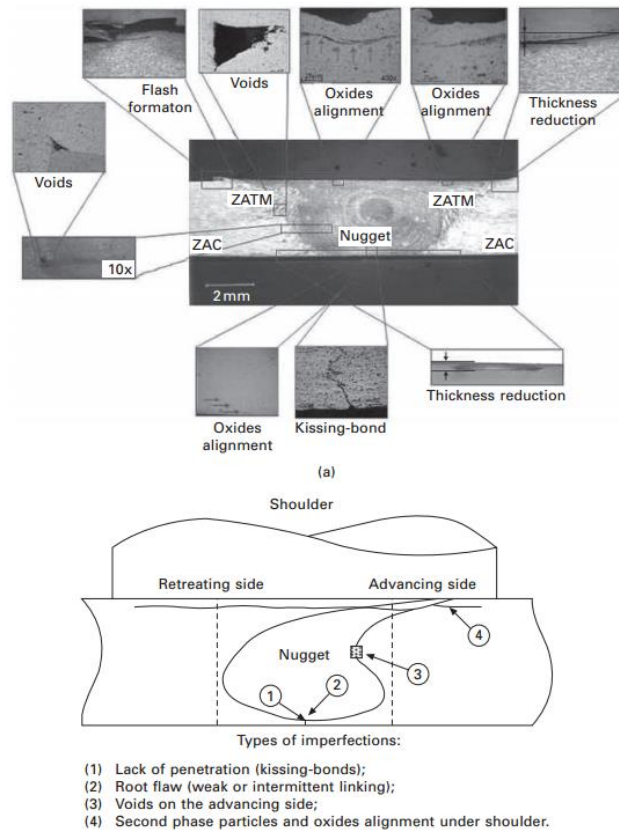 Flash
formaton
Voids
Oxides
alignment
Oxides
alignment
Thickness
reduction
Voids
ZATM
ZATM
Nugget
ZAC
ZAC
10x
2 mm
Oxides
alignment
Kissing-bond
Thickness reduction
(a)
Shoulder
Retreating side
Advancing side
Nugget
4
3
1
2
Types of imperfections:
(1) Lack of penetration (kissing-bonds);
(2) Root flaw (weak or intermittent linking);
(3) Voids on the advancing side;
(4) Second phase particles and oxides alignment under shoulder.